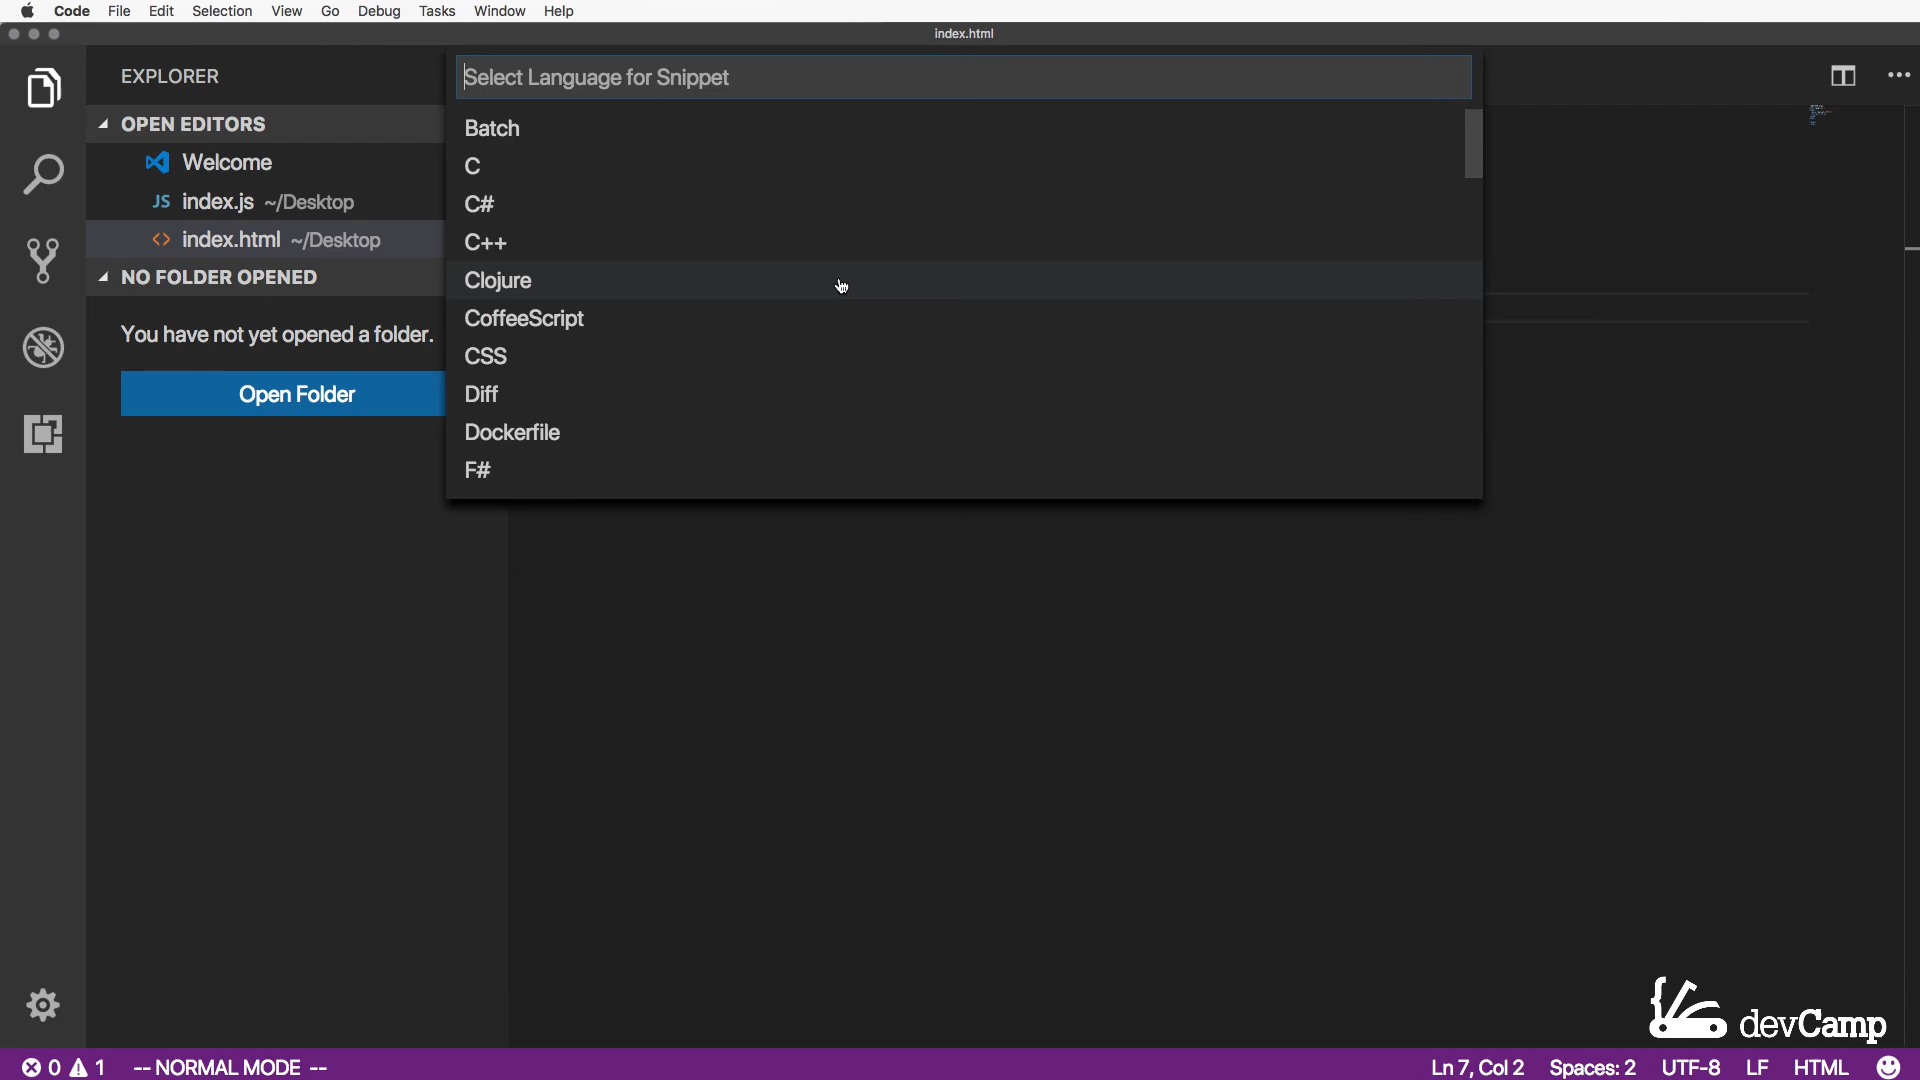 Code File Edit Selection View Go Debug Tasks Window Help
index.html
EXPLORER
Select Language for Snippet
OPEN EDITORS
Welcome
JS index.js ~/Desktop
<> index.html ~/Desktop
NO FOLDER OPENED
You have not yet opened a folder.
Open Folder
Batch
C
C#
C++
Clojure
CoffeeScript
CSS
Diff
Dockerfile
F#
devCamp
0 1 -- NORMAL MODE -- Ln 7, Col 2 Spaces: 2 UTF-8 LF HTML